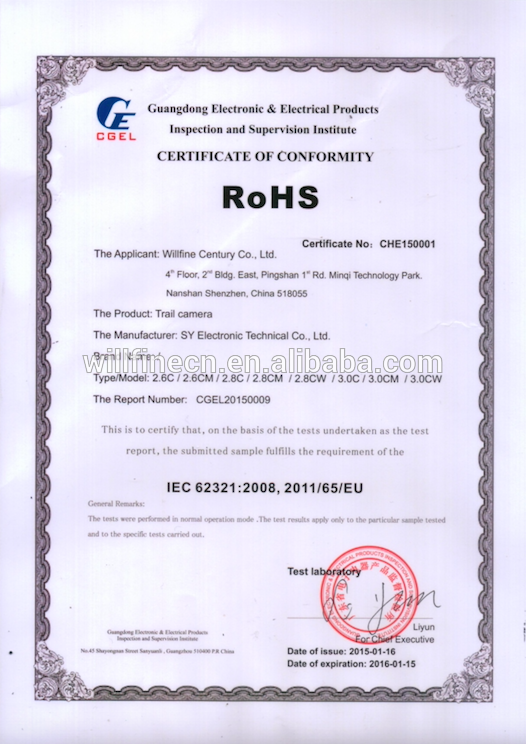 CGEL
Guangdong Electronic & Electrical Products
Inspection and Supervision Institute
CERTIFICATE OF CONFORMITY
RoHS
Certificate No: CHE150001
The Applicant: Willfine Century Co., Ltd.
4th Floor, 2nd Bldg. East, Pingshan 1st Rd. Minqi Technology Park.
Nanshan Shenzhen, China 518055
The Product: Trail camera
The Manufacturer: SY Electronic Technical Co., Ltd.
willfinecn.en.alibaba.com
Type/Model: 2.6C / 2.6CM / 2.8C / 2.8CM / 2.8CW / 3.0C / 3.0CM / 3.0CW
The Report Number: CGEL20150009
This is to certify that, on the basis of the tests undertaken as the test
report, the submitted sample fulfills the requirement of the
IEC 62321:2008, 2011/65/EU
General Remarks:
The tests were performed in normal operation mode .The test results apply only to the particular sample tested
and to the specific tests carried out.
Test laboratory
Liyun
For Chief Executive
Guangdong Electronic & Electrical Products
Inspection and Supervision Institute
No.45 Shayongnan Street Sanyuanli , Guangzhou 510400 P.R China
Date of issue: 2015-01-16
Date of expiration: 2016-01-15